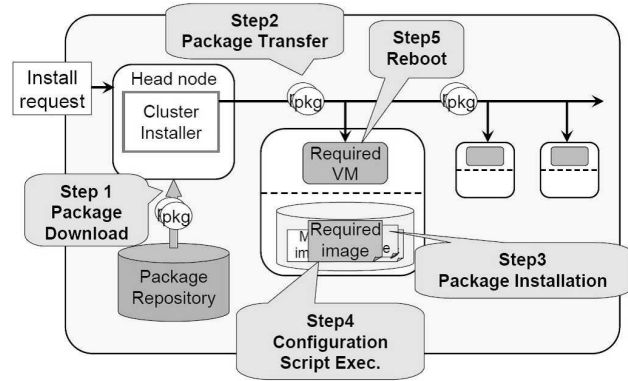 Step2
Package Transfer
Step5
Reboot
Install
request
Head node
Cluster
Installer
pkg
pkg
Required
VM
Step 1
Package
Download
pkg
Required
image
Package
Repository
Step3
Package Installation
Step4
Configuration
Script Exec.